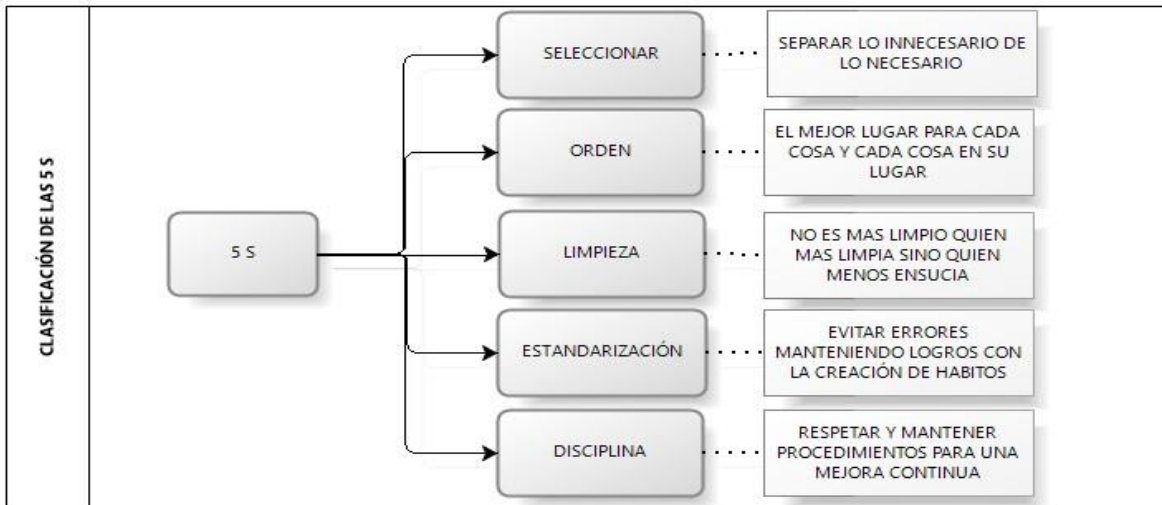 CLASIFICACIÓN DE LAS 5 S
5 S
SELECCIONAR
SEPARAR LO INNECESARIO DE
LO NECESARIO
ORDEN
EL MEJOR LUGAR PARA CADA
COSA Y CADA COSA EN SU
LUGAR
LIMPIEZA
NO ES MAS LIMPIO QUIEN
MAS LIMPIA SINO QUIEN
MENOS ENSUCIA
ESTANDARIZACIÓN
EVITAR ERRORES
MANTENIENDO LOGROS CON
LA CREACIÓN DE HABITOS
DISCIPLINA
RESPETAR Y MANTENER
PROCEDIMIENTOS PARA UNA
MEJORA CONTINUA